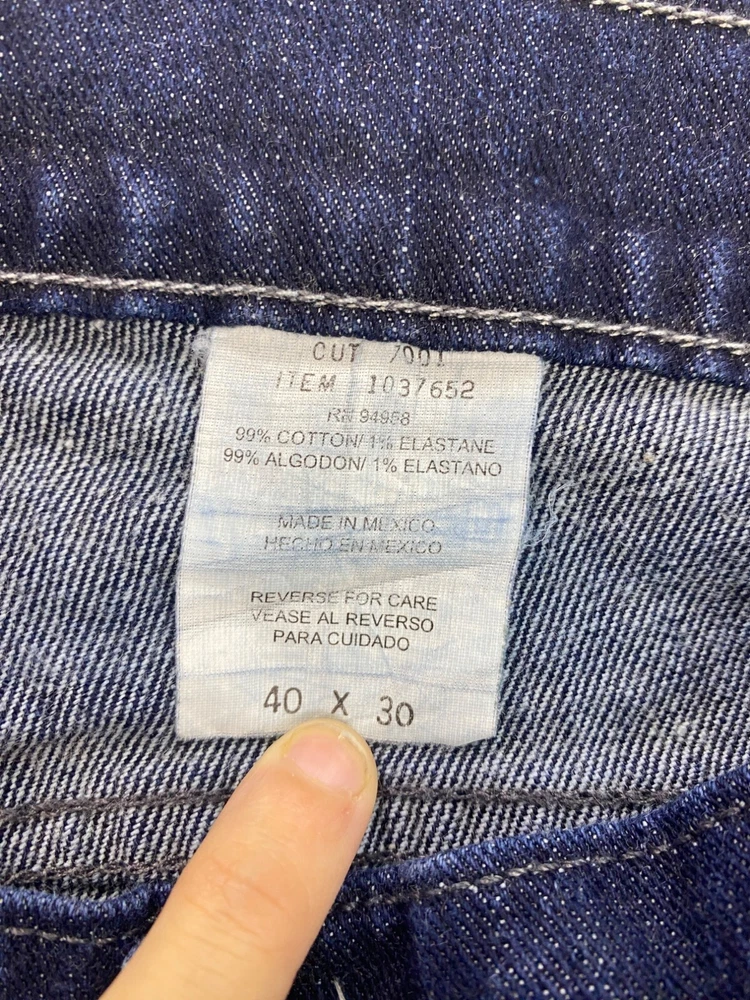 CUT 7001
ITEM 1037652
RN 94958
99% COTTON/ 1% ELASTANE
99% ALGODON/ 1% ELASTANO
MADE IN MEXICO
HECHO EN MEXICO
REVERSE FOR CARE
VEASE AL REVERSO
PARA CUIDADO
40 X 30